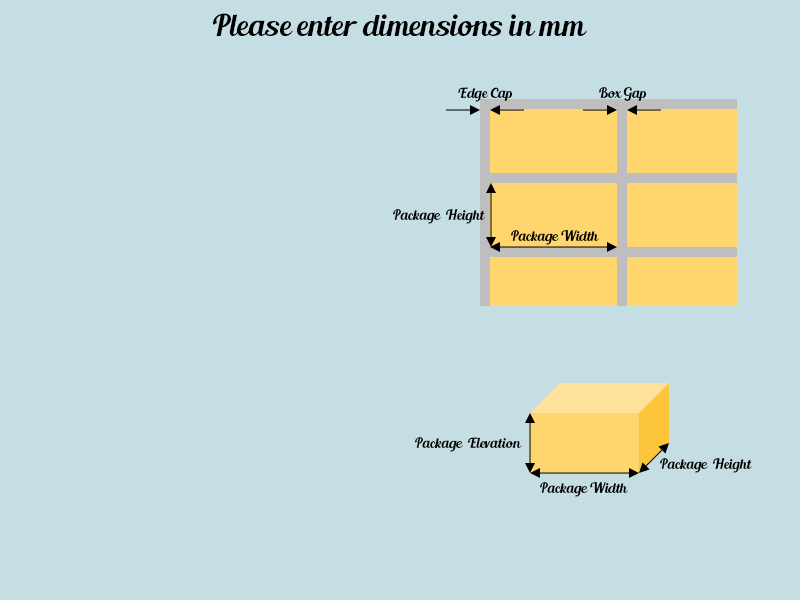 Please enter dimensions in mm
Edge Cap
Box Gap
Package Height
Package Width
Package Elevation
Package Height
Package Width